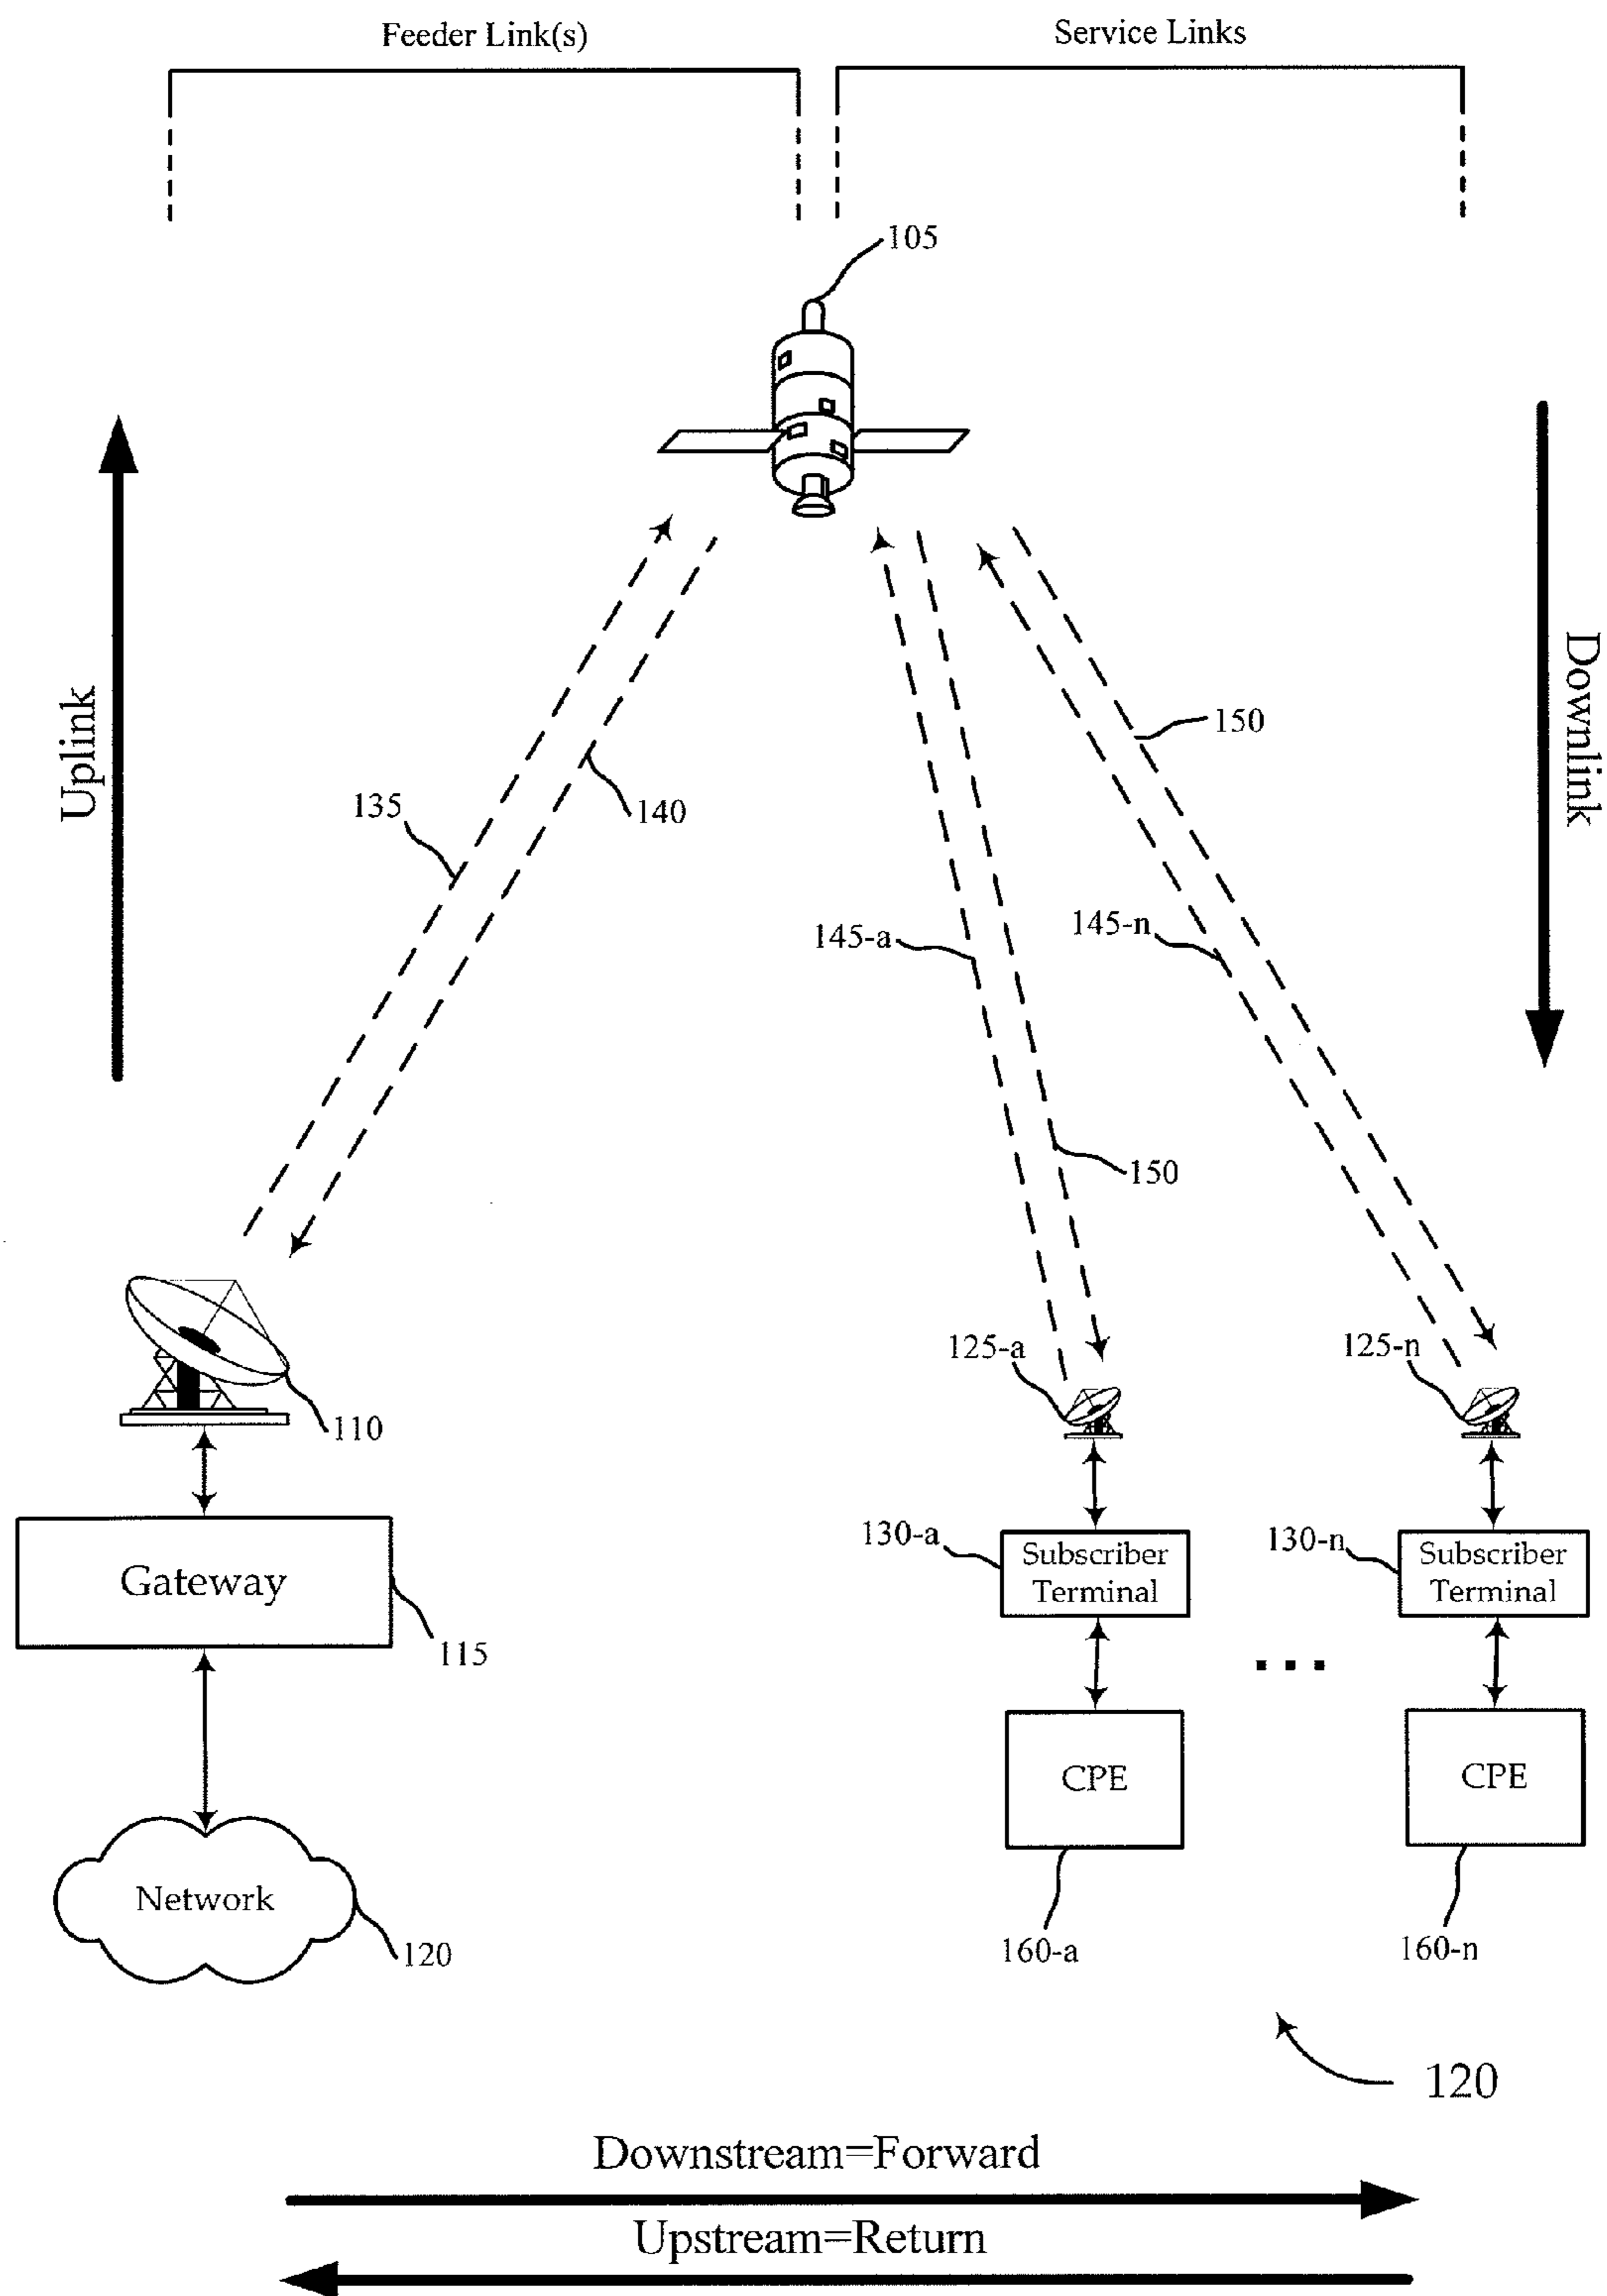 Feeder Link(s)
Service Links
105
Uplink
Downlink
150
135
140
145-a
145-n
150
125-a
125-n
110
130-a
Subscriber
Terminal
130-n
Subscriber
Terminal
Gateway
115
CPE
CPE
Network
120
160-a
160-n
120
Downstream=Forward
Upstream=Return